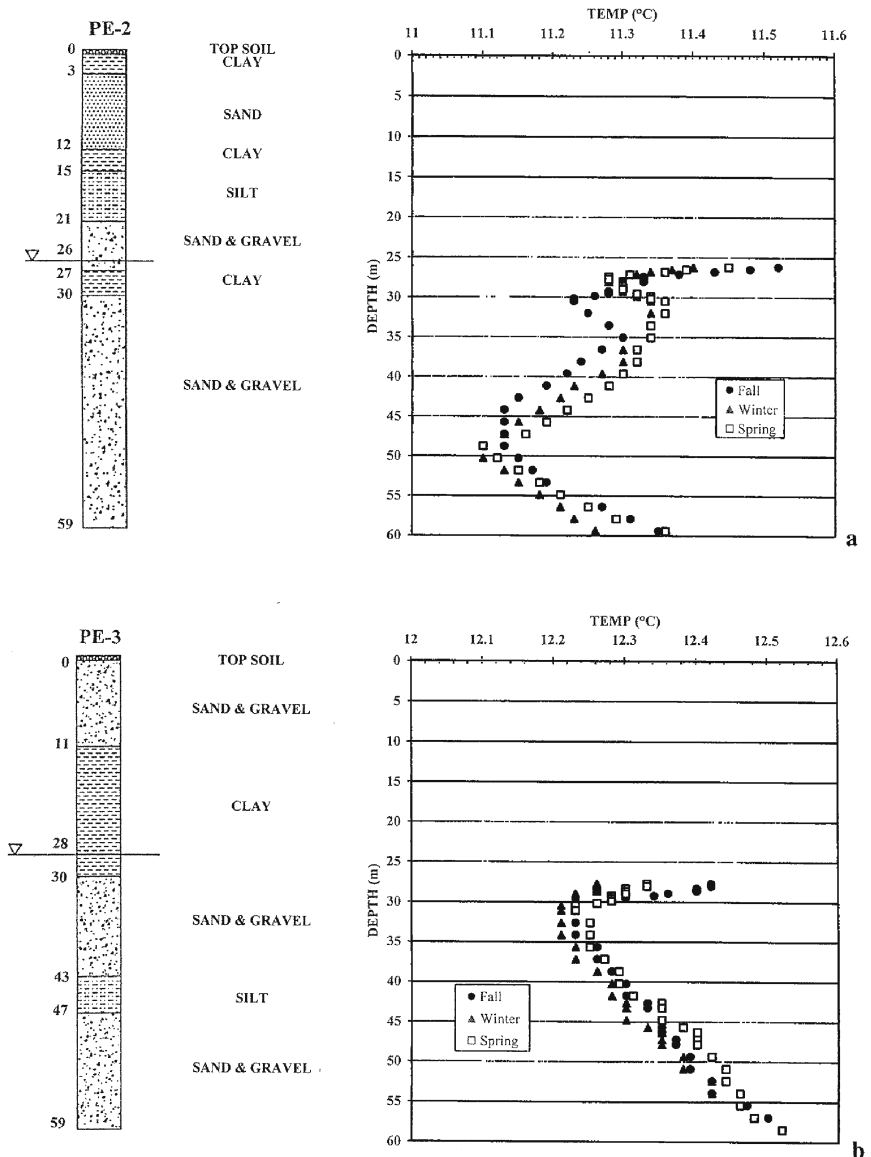 PE-2
0 TOP SOIL
CLAY
3
SAND
12
CLAY
15
SILT
21
SAND & GRAVEL
26
27
CLAY
30
SAND & GRAVEL
59
TEMP (°C)
11 11.1 11.2 11.3 11.4 11.5 11.6
0
5
10
15
20
25
30
35
40
45
50
55
60
DEPTH (m)
Fall
Winter
Spring
a
PE-3
0 TOP SOIL
SAND & GRAVEL
11
CLAY
28
30
SAND & GRAVEL
43
SILT
47
SAND & GRAVEL
59
TEMP (°C)
12 12.1 12.2 12.3 12.4 12.5 12.6
0
5
10
15
20
25
30
35
40
45
50
55
60
DEPTH (m)
Fall
Winter
Spring
b